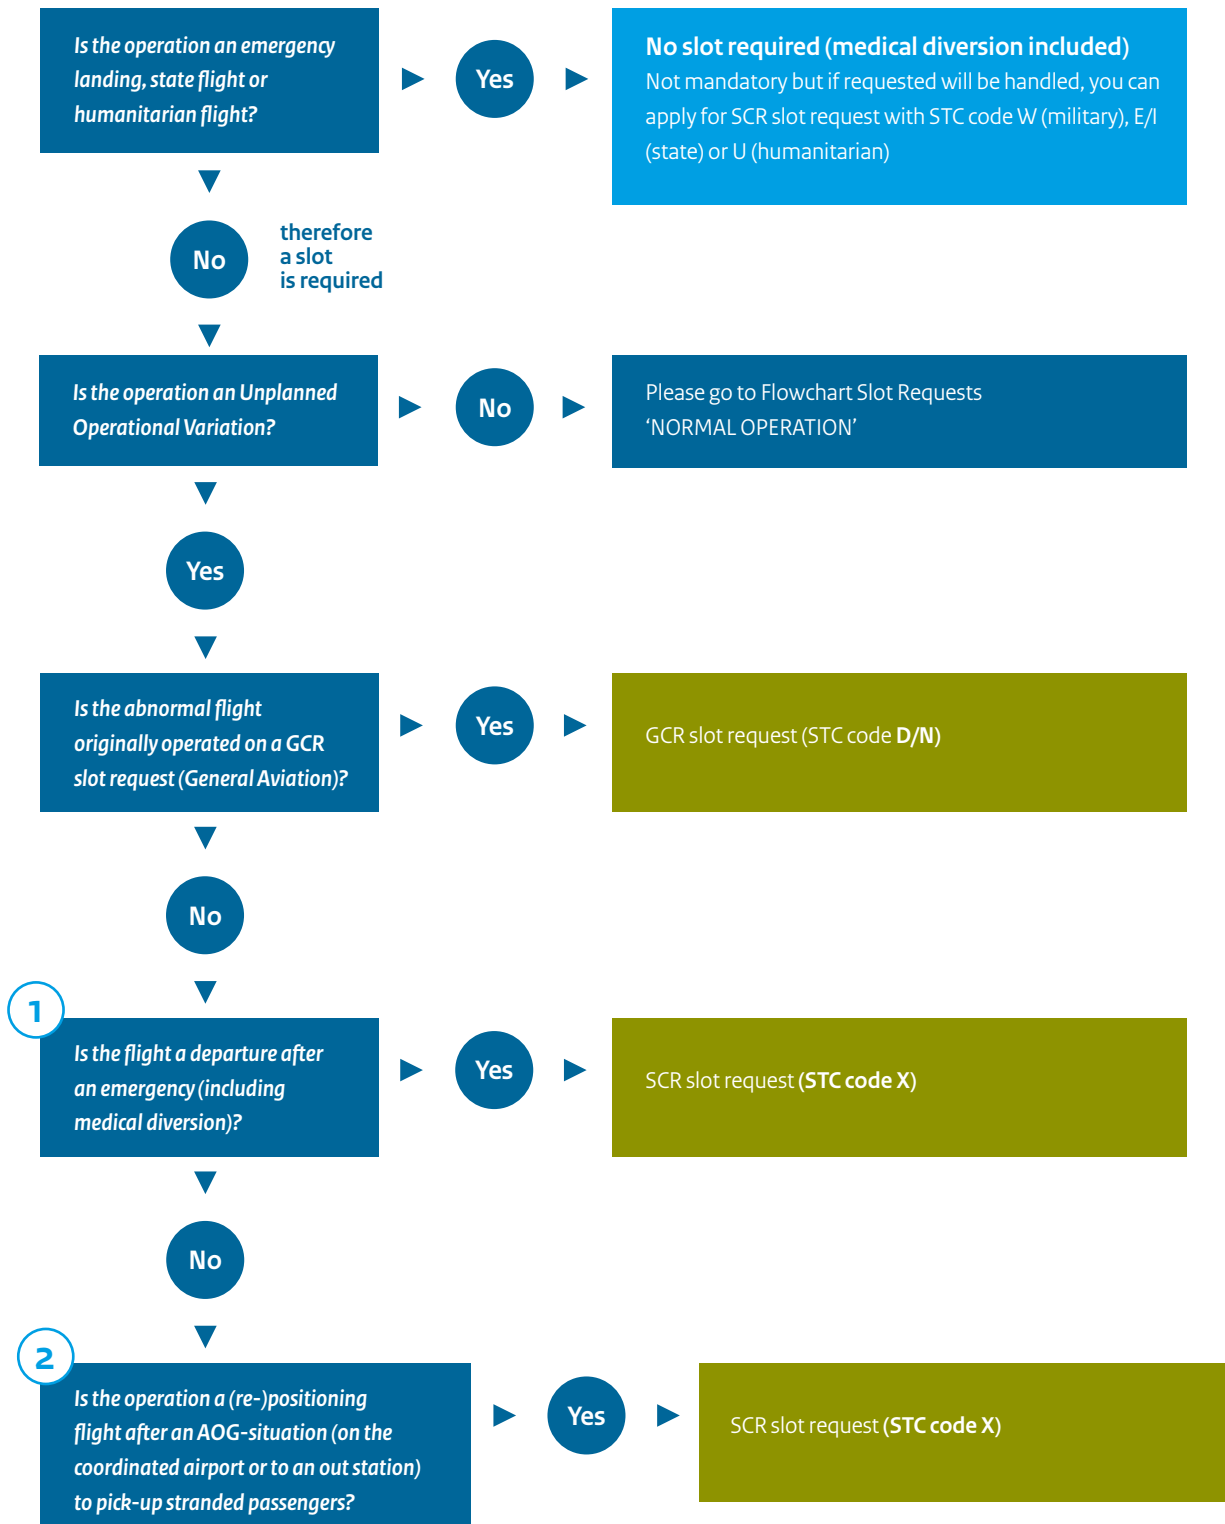 Is the operation an emergency
landing, state flight or
humanitarian flight?
Yes
No slot required (medical diversion included)
Not mandatory but if requested will be handled, you can
apply for SCR slot request with STC code W (military), E/I
(state) or U (humanitarian)
No
therefore
a slot
is required
Is the operation an Unplanned
Operational Variation?
No
Please go to Flowchart Slot Requests
‘NORMAL OPERATION’
Yes
Is the abnormal flight
originally operated on a GCR
slot request (General Aviation)?
Yes
GCR slot request (STC code D/N)
No
1
Is the flight a departure after
an emergency (including
medical diversion)?
Yes
SCR slot request (STC code X)
No
2
Is the operation a (re-)positioning
flight after an AOG-situation (on the
coordinated airport or to an out station)
to pick-up stranded passengers?
Yes
SCR slot request (STC code X)